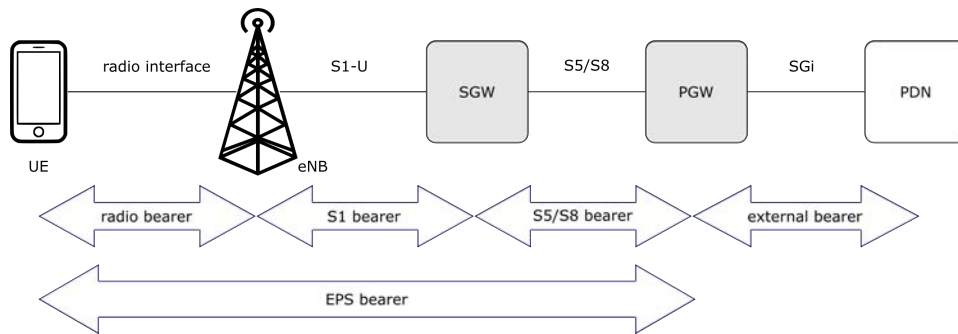 radio interface
S1-U
S5/S8
SGi
SGW
PGW
PDN
UE
eNB
radio bearer
S1 bearer
S5/S8 bearer
external bearer
EPS bearer